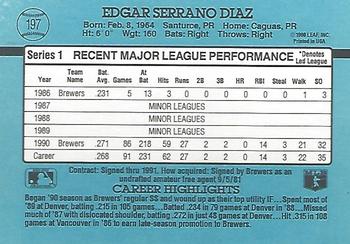 197
EDGAR SERRANO DIAZ
Born: Feb. 8, 1964 Santurce, PR Home: Caguas, PR
Hgt: 6' 0" Wgt: 160 Bats: Right Throws: Right
© 1990 LEAF, INC.
Printed in U.S.A.
Series 1 RECENT MAJOR LEAGUE PERFORMANCE *Denotes Led League
Year Team Name Bat. Avg. Games AB Runs Hits 2B 3B HR RBI Steal Walk SO
1986 Brewers .231 5 13 0 3 0 0 0 0 0 1 3
1987 MINOR LEAGUES
1988 MINOR LEAGUES
1989 MINOR LEAGUES
1990 Brewers .271 86 218 27 59 2 2 0 14 3 21 32
Career .268 91 231 27 62 2 2 0 14 3 22 35
Contract: Signed thru 1991. How acquired: Signed by Brewers as an
undrafted amateur free agent 9/5/81
CAREER HIGHLIGHTS
Began '90 season as Brewers' regular SS and wound up as their top utility IF...Spent most
of '89 at Denver, batting .215 in 105 games...Batted .234 in 79 games at Denver in '88...
Missed much of '87 with dislocated shoulder, batting .272 in just 48 games at Denver...Hit .315 in 108
games at Vancouver in '86 to earn late-season promotion to Brewers.